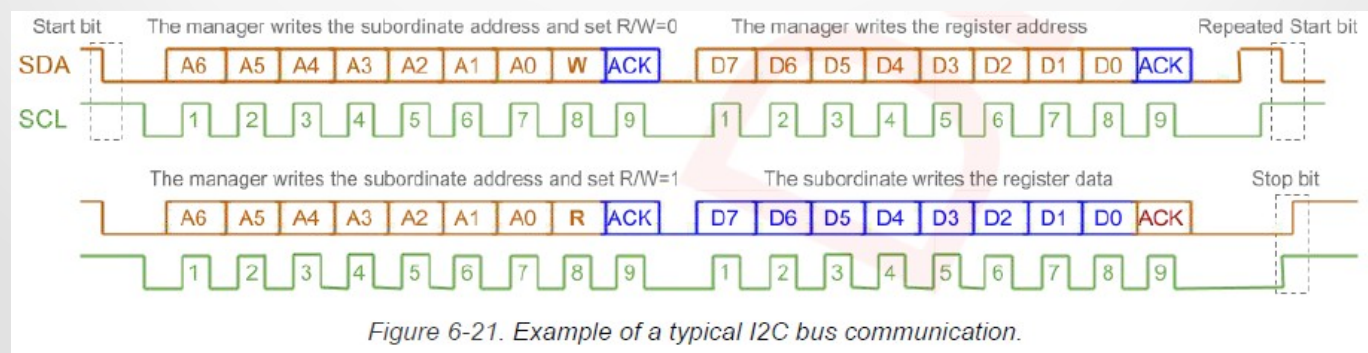 Start bit The manager writes the subordinate address and set R/W=0 The manager writes the register address Repeated Start bit
SDA A6 A5 A4 A3 A2 A1 A0 W ACK D7 D6 D5 D4 D3 D2 D1 D0 ACK
SCL 1 2 3 4 5 6 7 8 9 1 2 3 4 5 6 7 8 9
The manager writes the subordinate address and set R/W=1 The subordinate writes the register data Stop bit
A6 A5 A4 A3 A2 A1 A0 R ACK D7 D6 D5 D4 D3 D2 D1 D0 ACK
1 2 3 4 5 6 7 8 9 1 2 3 4 5 6 7 8 9
Figure 6-21. Example of a typical I2C bus communication.